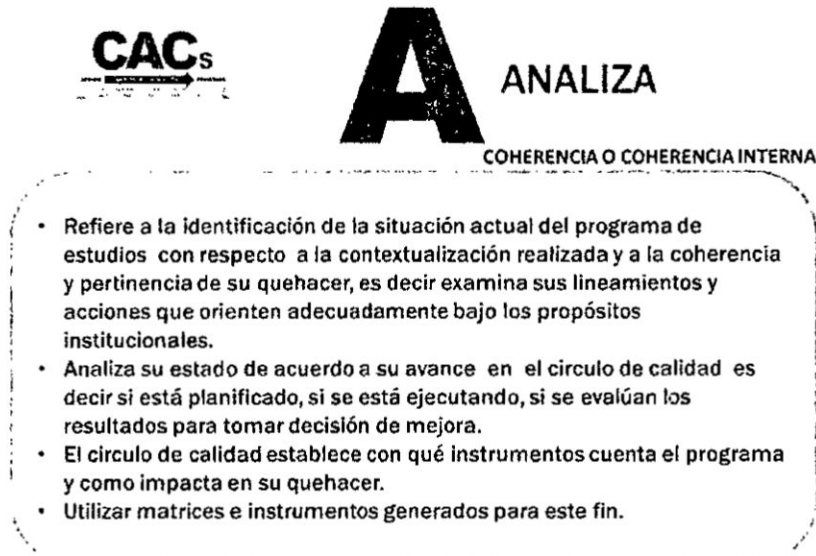 CACs
A
ANALIZA
COHERENCIA O COHERENCIA INTERNA
• Refiere a la identificación de la situación actual del programa de
estudios con respecto a la contextualización realizada y a la coherencia
y pertinencia de su quehacer, es decir examina sus lineamientos y
acciones que orienten adecuadamente bajo los propósitos
institucionales.
• Analiza su estado de acuerdo a su avance en el circulo de calidad es
decir si está planificado, si se está ejecutando, si se evalúan los
resultados para tomar decisión de mejora.
• El circulo de calidad establece con qué instrumentos cuenta el programa
y como impacta en su quehacer.
• Utilizar matrices e instrumentos generados para este fin.